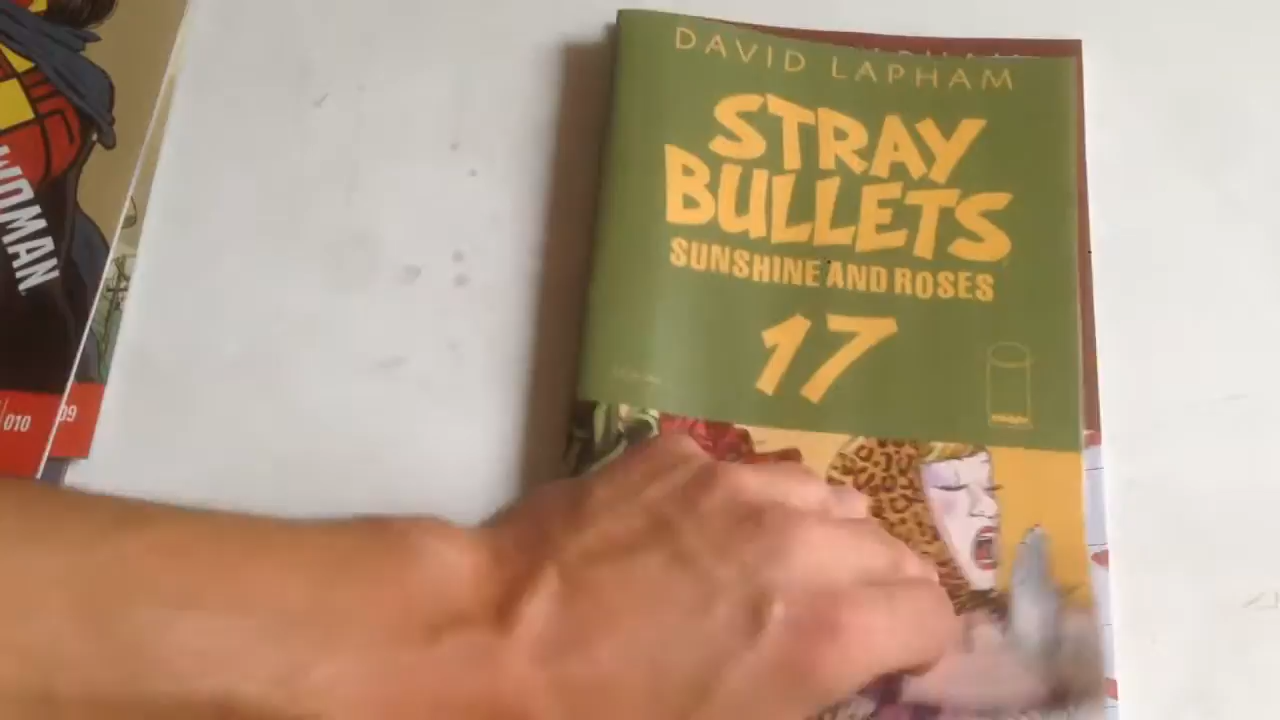 DAVID LAPHAM
STRAY
BULLETS
SUNSHINE AND ROSES
17
WOMAN
010
09